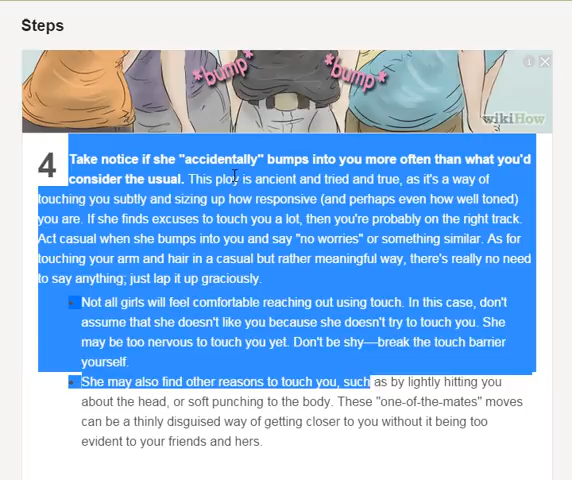 Steps
*bump*
*bump*
wikiHow
4
Take notice if she "accidentally" bumps into you more often than what you'd
consider the usual. This ploy is ancient and tried and true, as it's a way of
touching you subtly and sizing up how responsive (and perhaps even how well toned)
you are. If she finds excuses to touch you a lot, then you're probably on the right track.
Act casual when she bumps into you and say "no worries" or something similar. As for
touching your arm and hair in a casual but rather meaningful way, there's really no need
to say anything; just lap it up graciously.
Not all girls will feel comfortable reaching out using touch. In this case, don't
assume that she doesn't like you because she doesn't try to touch you. She
may be too nervous to touch you yet. Don't be shy—break the touch barrier
yourself.
She may also find other reasons to touch you, such as by lightly hitting you
about the head, or soft punching to the body. These "one-of-the-mates" moves
can be a thinly disguised way of getting closer to you without it being too
evident to your friends and hers.